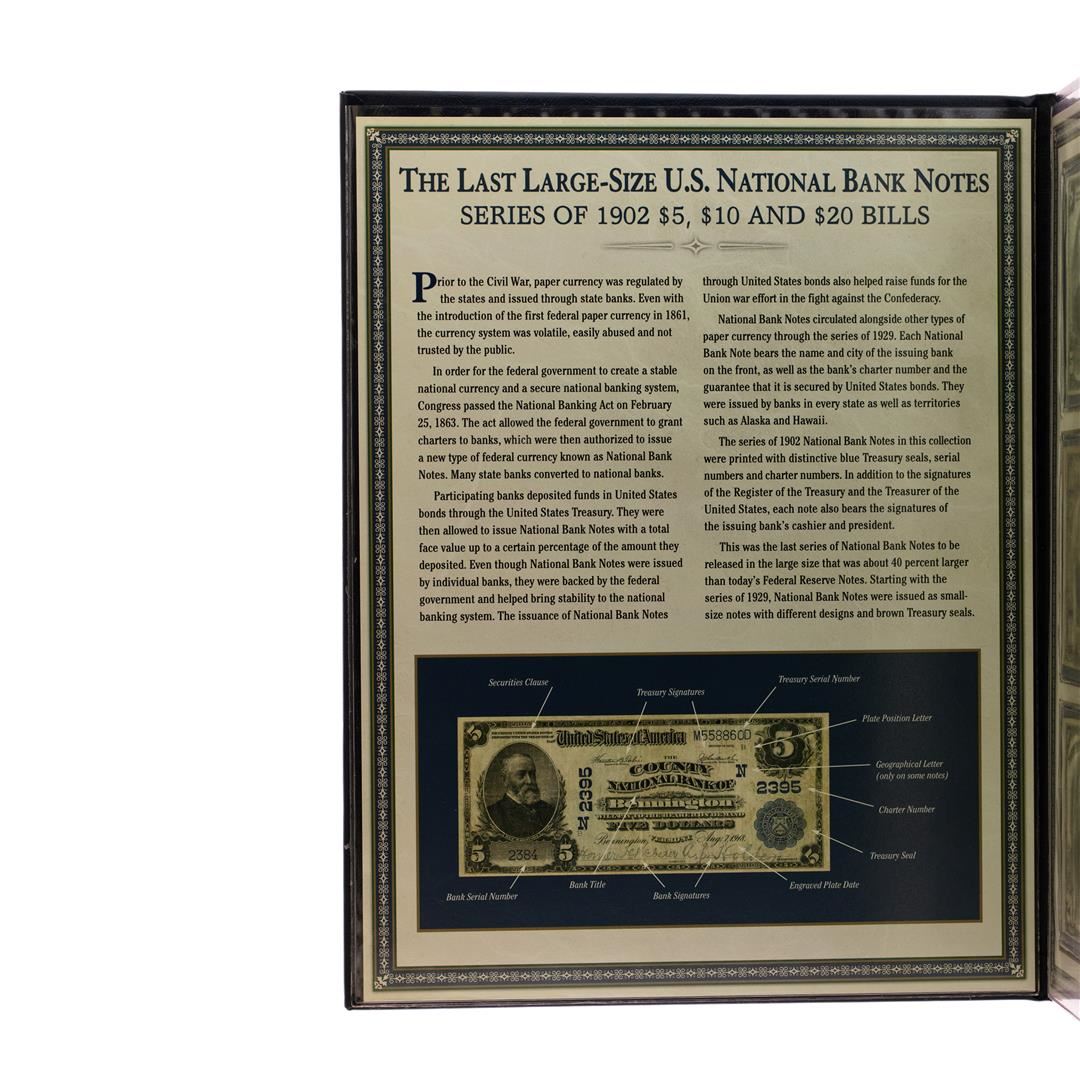 THE LAST LARGE-SIZE U.S. NATIONAL BANK NOTES
SERIES OF 1902 $5, $10 AND $20 BILLS
Prior to the Civil War, paper currency was regulated by
the states and issued through state banks. Even with
the introduction of the first federal paper currency in 1861,
the currency system was volatile, easily abused and not
trusted by the public.
In order for the federal government to create a stable
national currency and a secure national banking system,
Congress passed the National Banking Act on February
25, 1863. The act allowed the federal government to grant
charters to banks, which were then authorized to issue
a new type of federal currency known as National Bank
Notes. Many state banks converted to national banks.
Participating banks deposited funds in United States
bonds through the United States Treasury. They were
then allowed to issue National Bank Notes with a total
face value up to a certain percentage of the amount they
deposited. Even though National Bank Notes were issued
by individual banks, they were backed by the federal
government and helped bring stability to the national
banking system. The issuance of National Bank Notes
through United States bonds also helped raise funds for the
Union war effort in the fight against the Confederacy.
National Bank Notes circulated alongside other types of
paper currency through the series of 1929. Each National
Bank Note bears the name and city of the issuing bank
on the front, as well as the bank's charter number and the
guarantee that it is secured by United States bonds. They
were issued by banks in every state as well as territories
such as Alaska and Hawaii.
The series of 1902 National Bank Notes in this collection
were printed with distinctive blue Treasury seals, serial
numbers and charter numbers. In addition to the signatures
of the Register of the Treasury and the Treasurer of the
United States, each note also bears the signatures of
the issuing bank's cashier and president.
This was the last series of National Bank Notes to be
released in the large size that was about 40 percent larger
than today's Federal Reserve Notes. Starting with the
series of 1929, National Bank Notes were issued as small-
size notes with different designs and brown Treasury seals.
Securities Clause
Treasury Signatures
Treasury Serial Number
Plate Position Letter
Geographical Letter
(only on some notes)
Charter Number
Treasury Seal
Engraved Plate Date
Bank Signatures
Bank Title
Bank Serial Number
5
United States of America
M558860D
5
THE
COUNTY
NATIONAL BANK OF
N
Bennington
2395
N 2395
WILL PAY TO THE BEARER ON DEMAND
FIVE DOLLARS
Bennington, VERMONT
5
2384
5
5